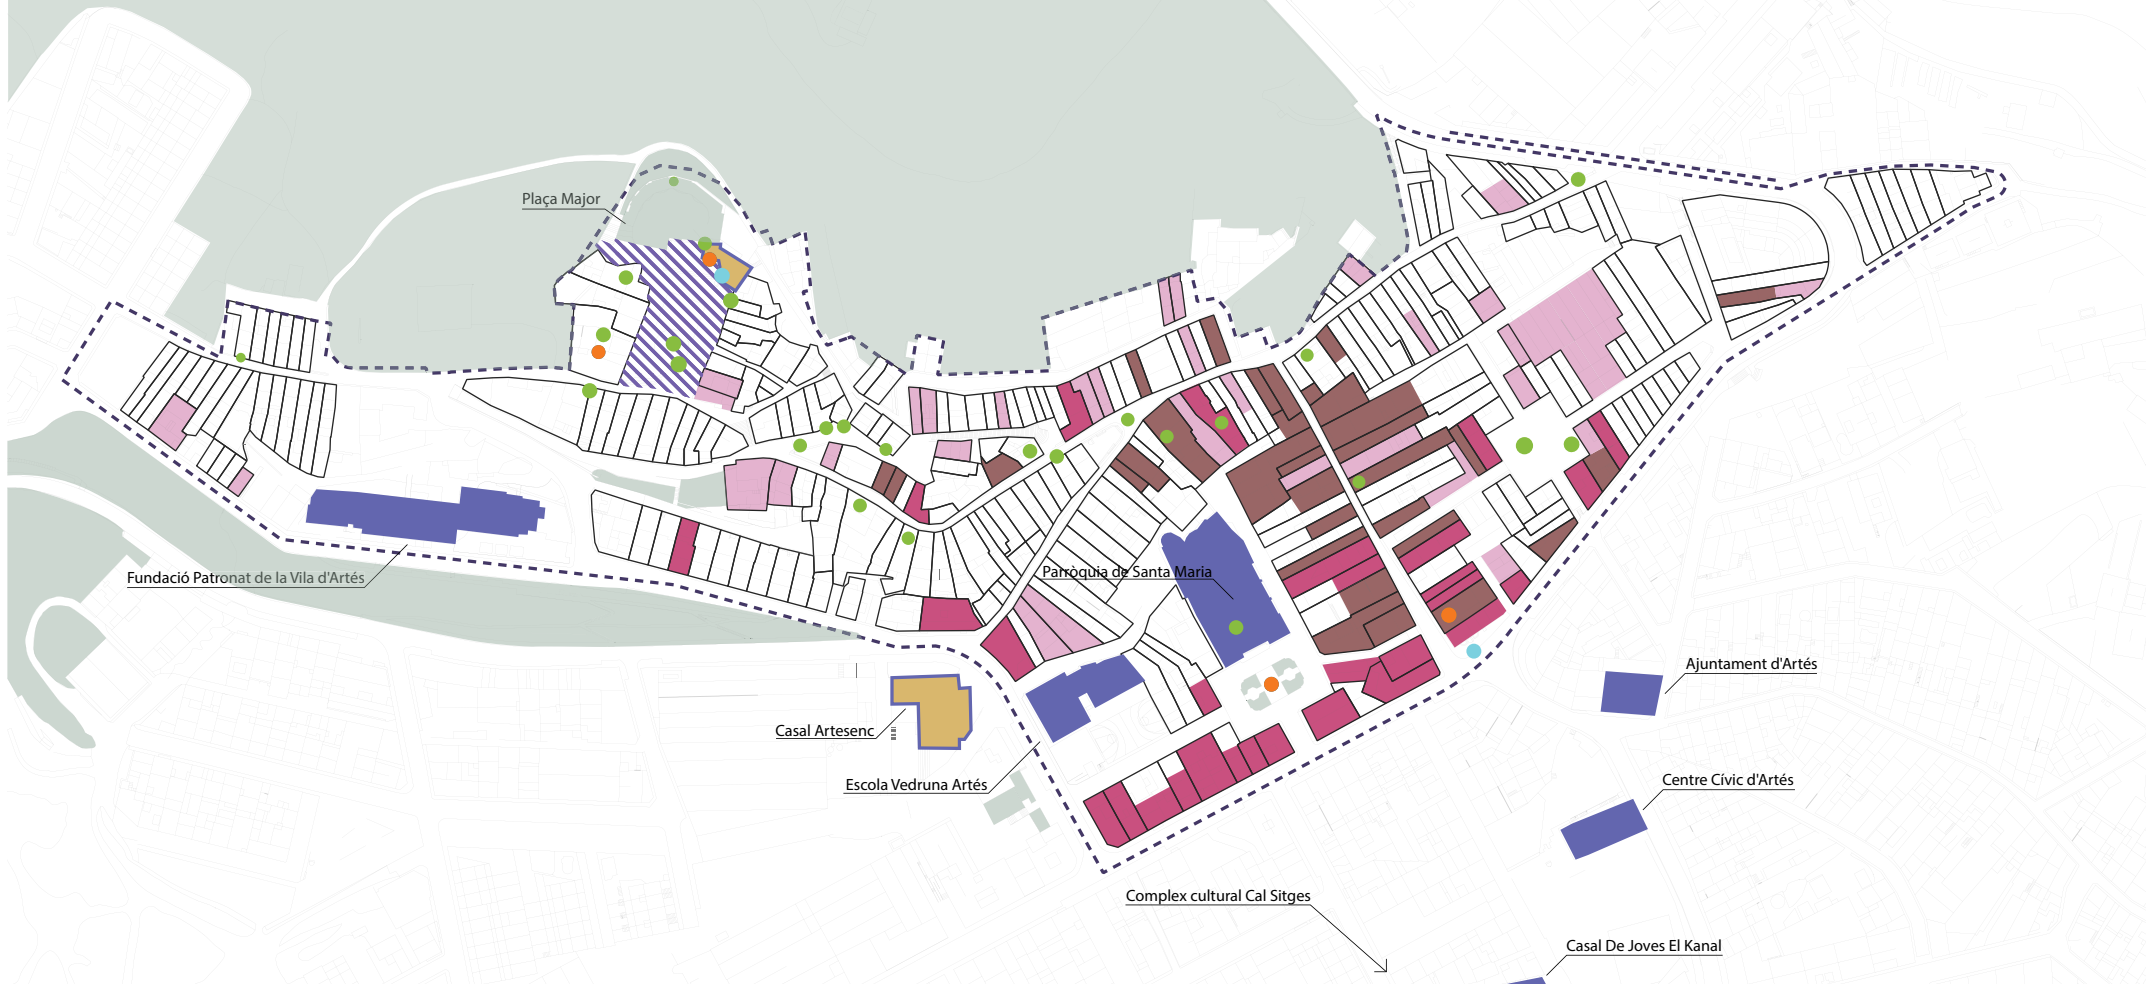 Plaça Major
Fundació Patronat de la Vila d'Artés
Parròquia de Santa Maria
Ajuntament d'Artés
Casal Artesenc
Escola Vedruna Artés
Centre Cívic d'Artés
Complex cultural Cal Sitges
Casal De Joves El Kanal